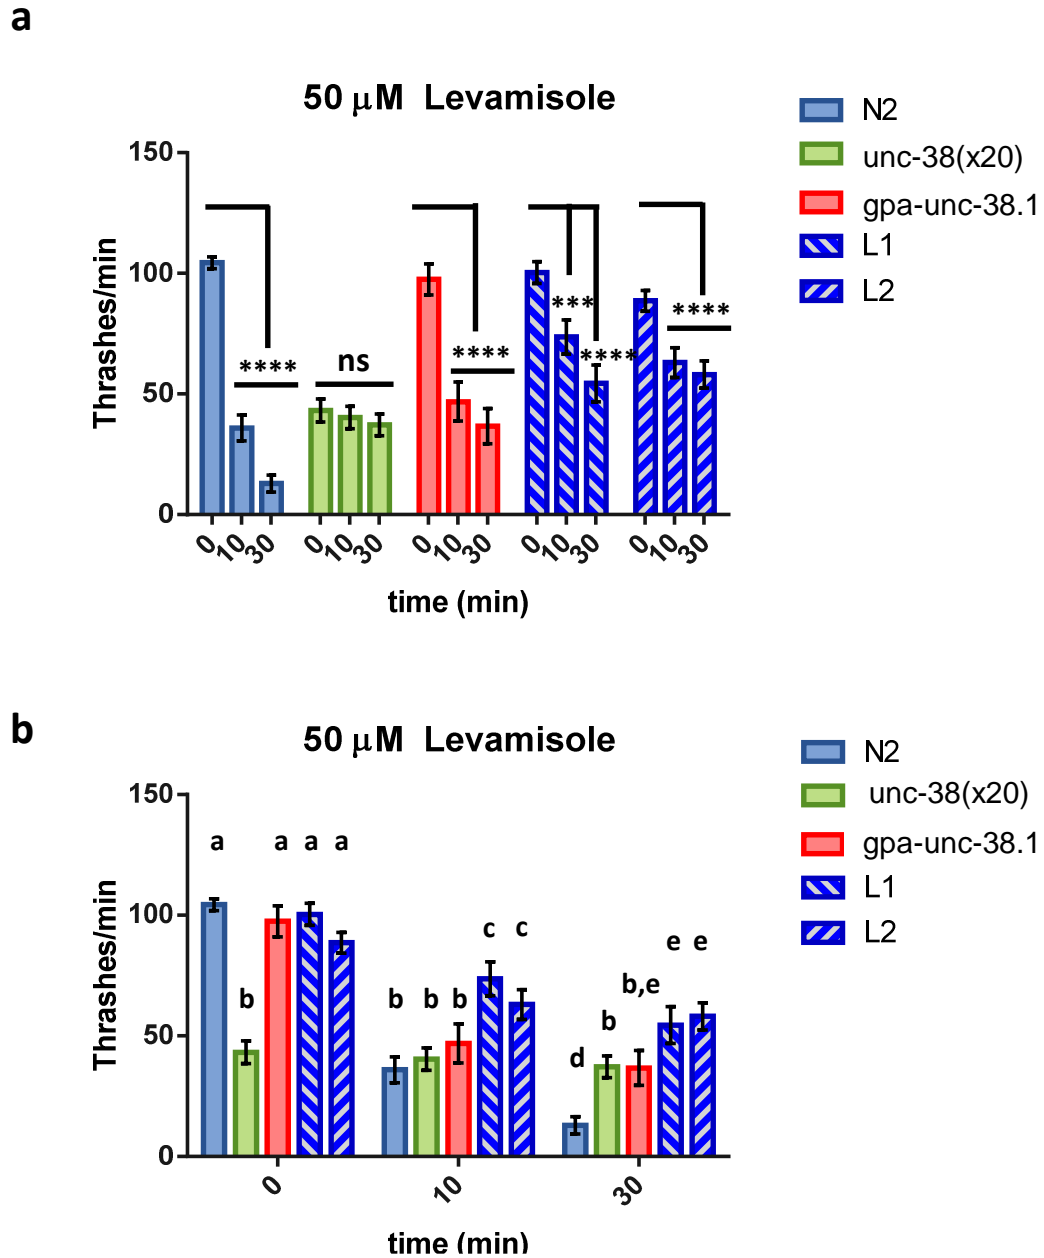 a
50 μM Levamisole
N2
unc-38(x20)
gpa-unc-38.1
L1
L2
150
100
50
0
Thrashes/min
****
ns
****
***
****
****
0 10 30 0 10 30 0 10 30 0 10 30 0 10 30
time (min)
b
50 μM Levamisole
N2
unc-38(x20)
gpa-unc-38.1
L1
L2
150
100
50
0
Thrashes/min
a a a a
b
b b b c c
d b b,e e e
0 10 30
time (min)